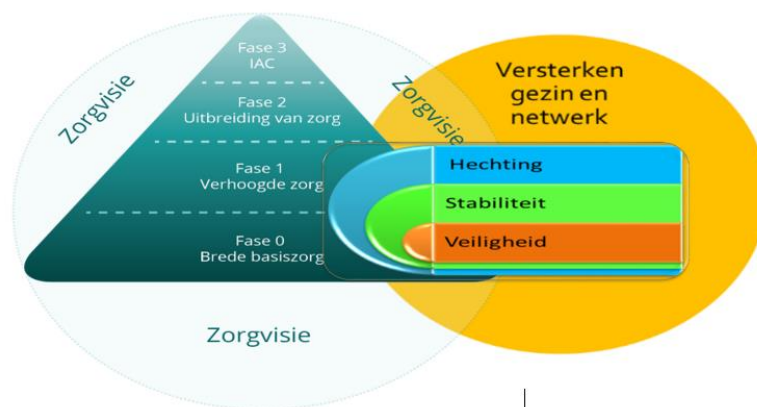 Fase 3
IAC
Fase 2
Uitbreiding van zorg
Fase 1
Verhoogde zorg
Fase 0
Brede basiszorg
Zorgvisie
Zorgvisie
Zorgvisie
Versterken
gezin en
netwerk
Hechting
Stabiliteit
Veiligheid